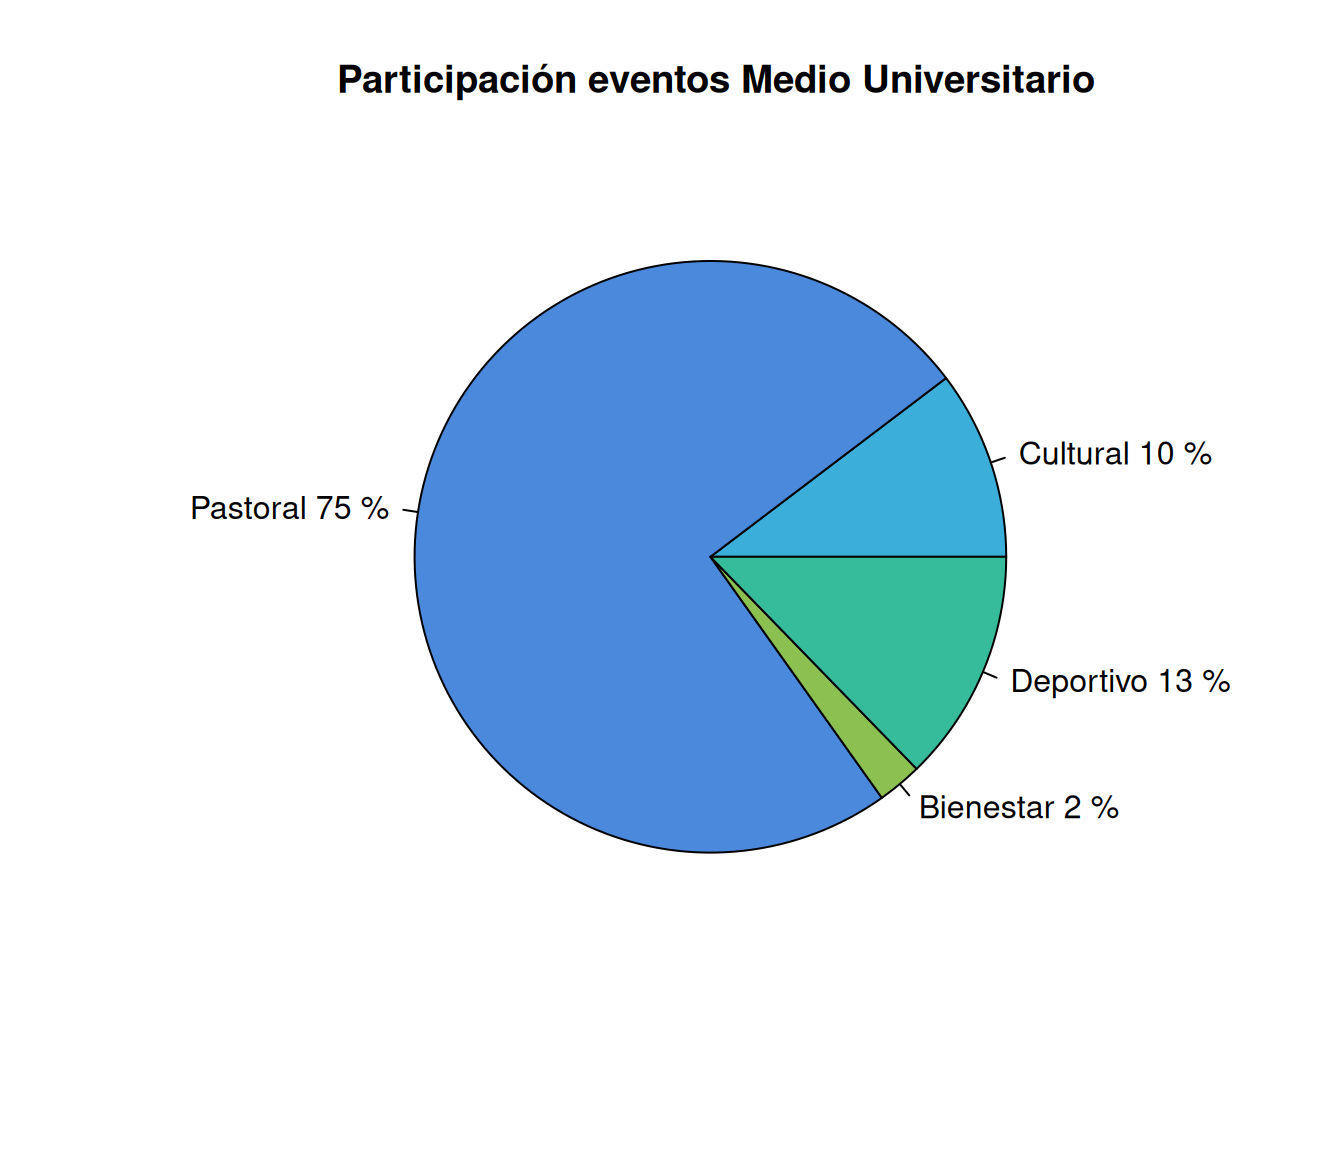 Participación eventos Medio Universitario
Cultural 10 %
Pastoral 75 %
Deportivo 13 %
Bienestar 2 %